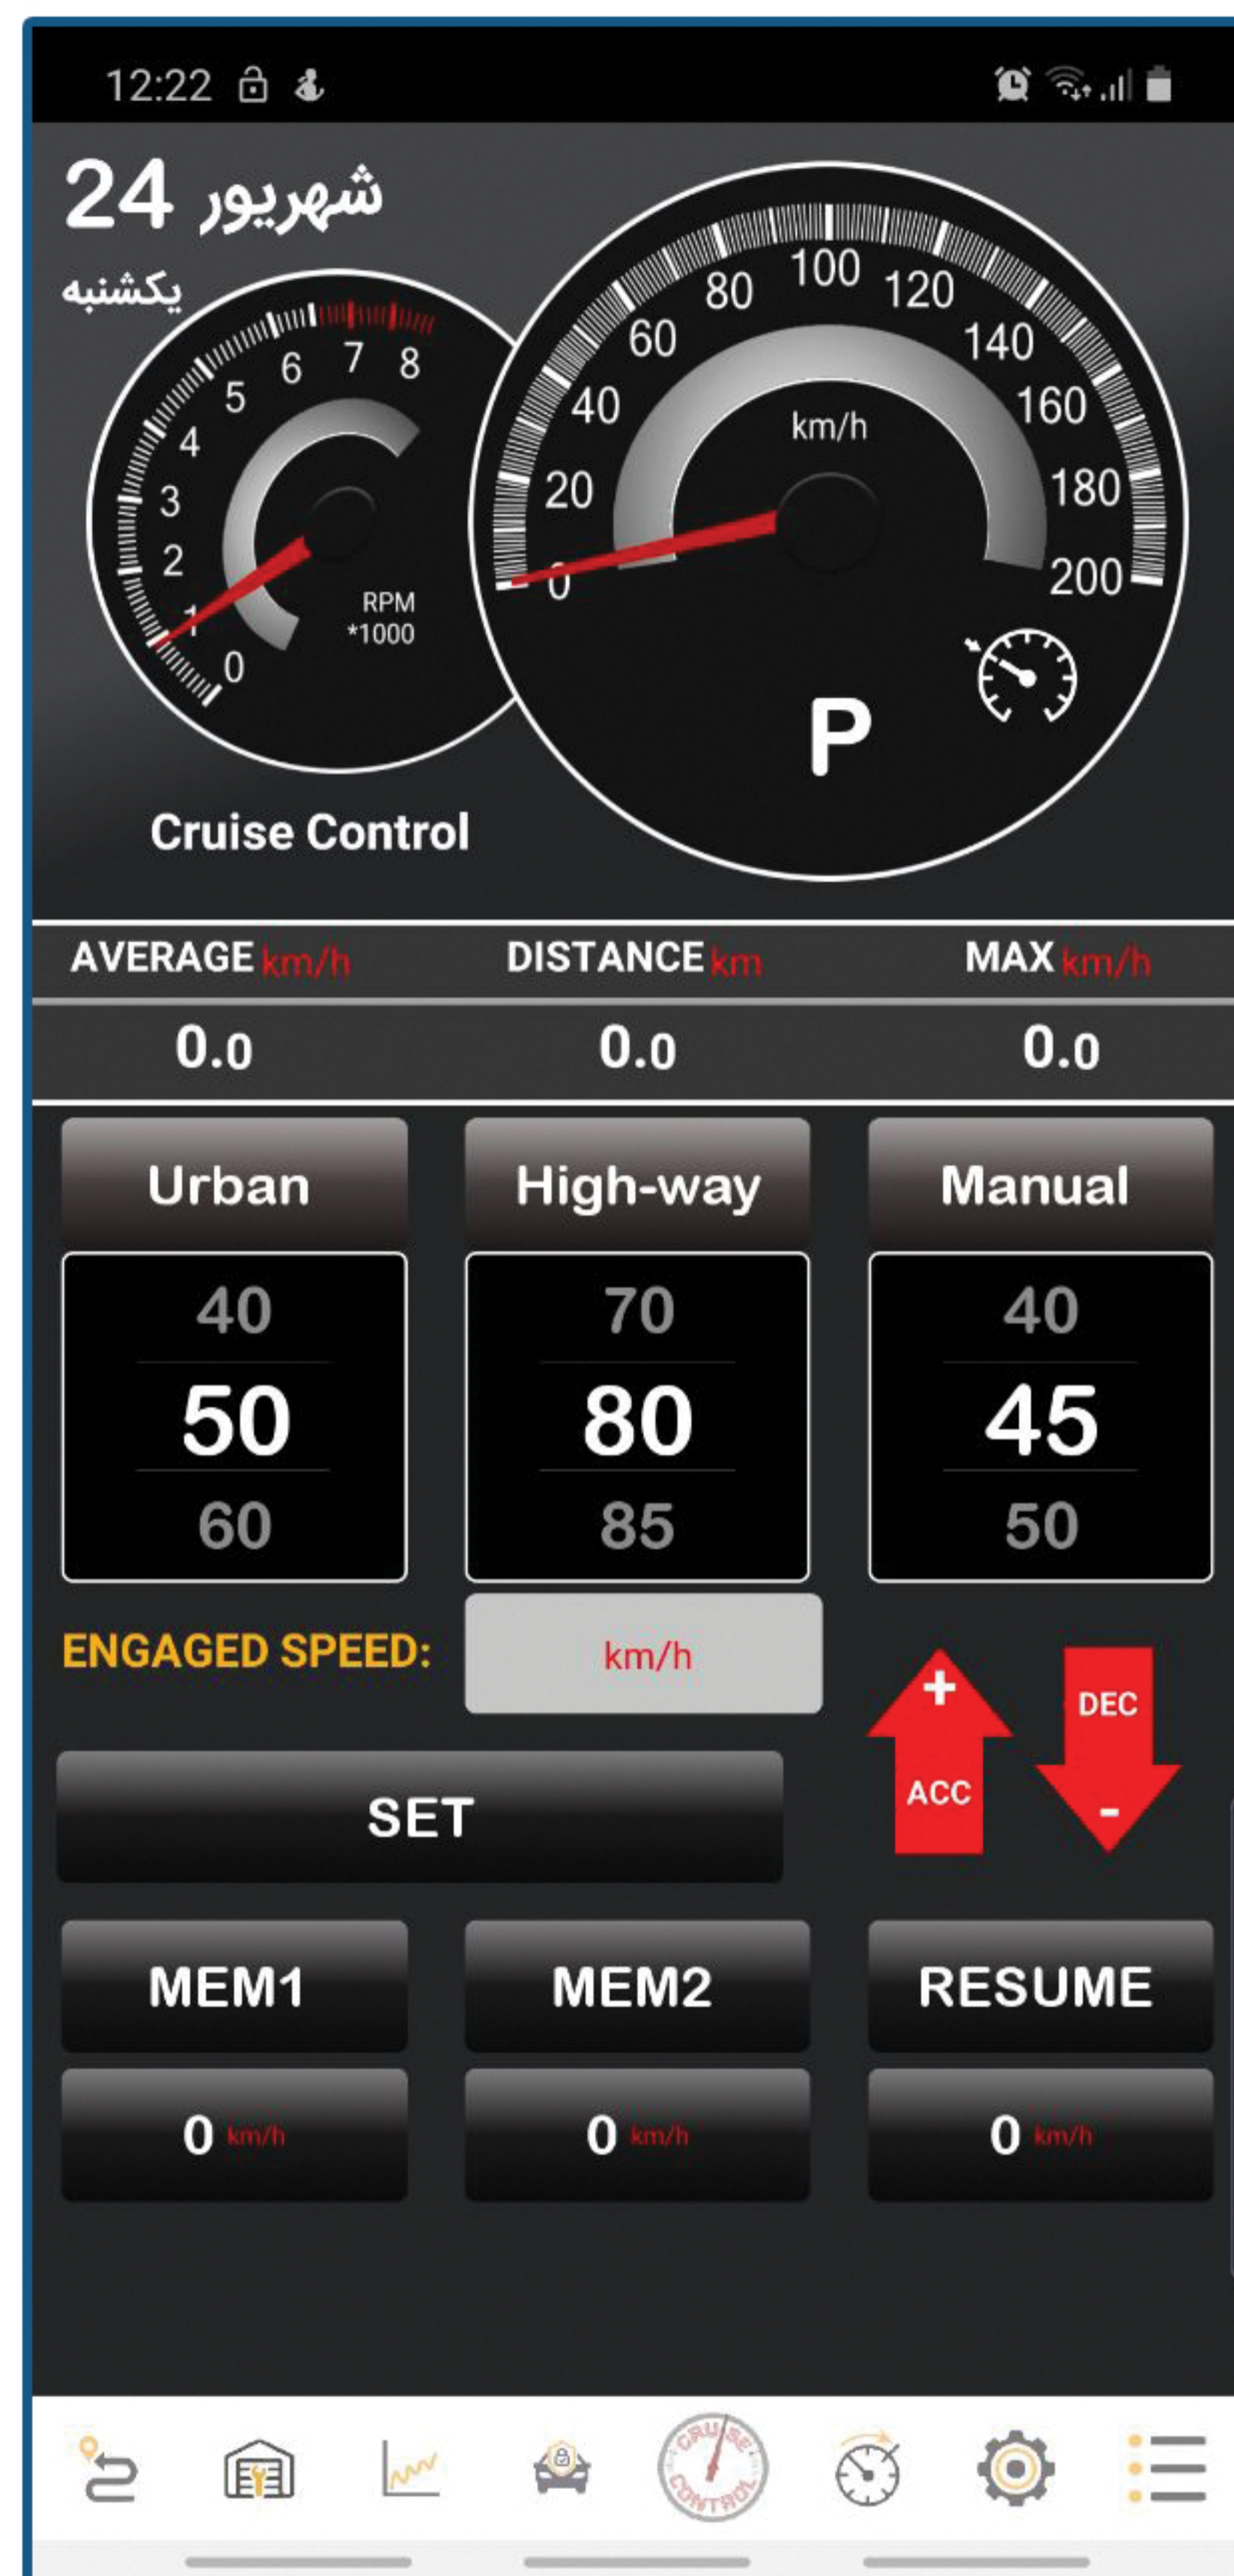 12:22
24 شهریور
یکشنبه
0 1 2 3 4 5 6 7 8
RPM
*1000
0 20 40 60 80 100 120 140 160 180 200
km/h
P
Cruise Control
AVERAGE km/h DISTANCE km MAX km/h
0.0 0.0 0.0
Urban High-way Manual
40 70 40
50 80 45
60 85 50
ENGAGED SPEED: km/h
+ DEC
ACC -
SET
MEM1 MEM2 RESUME
0 km/h 0 km/h 0 km/h
CRUISE
CONTROL